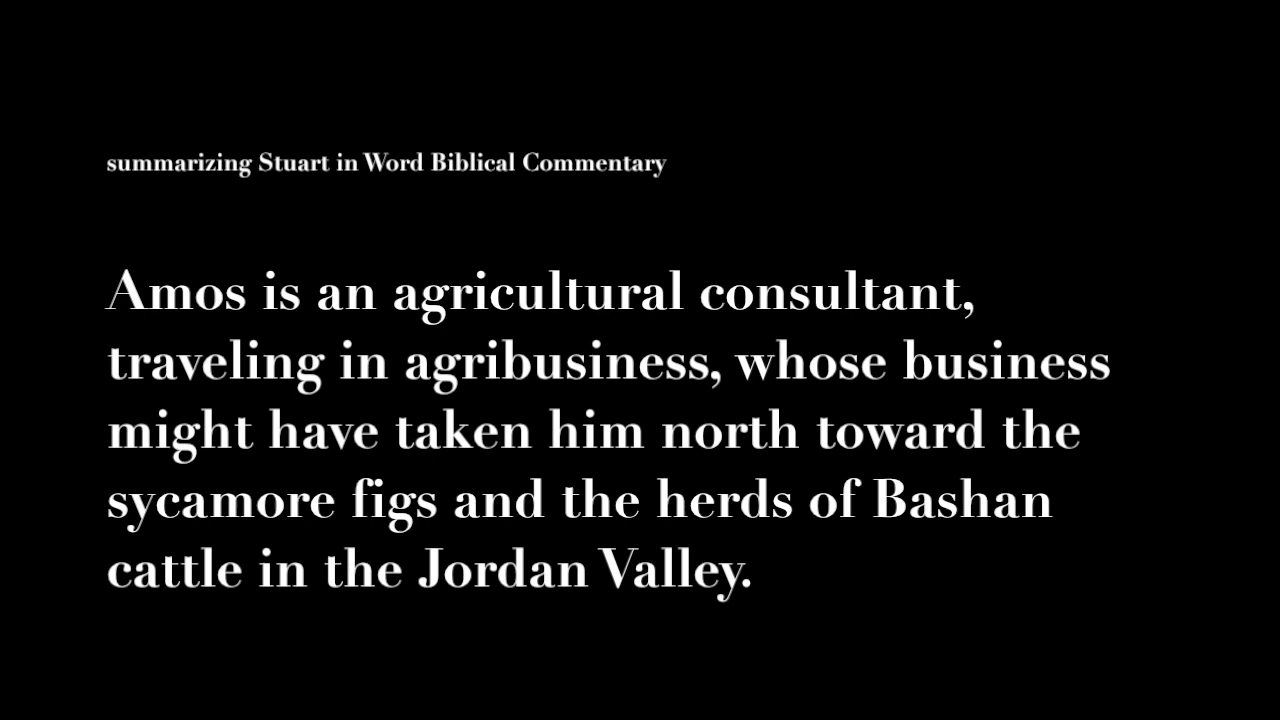 summarizing Stuart in Word Biblical Commentary
Amos is an agricultural consultant,
traveling in agribusiness, whose business
might have taken him north toward the
sycamore figs and the herds of Bashan
cattle in the Jordan Valley.